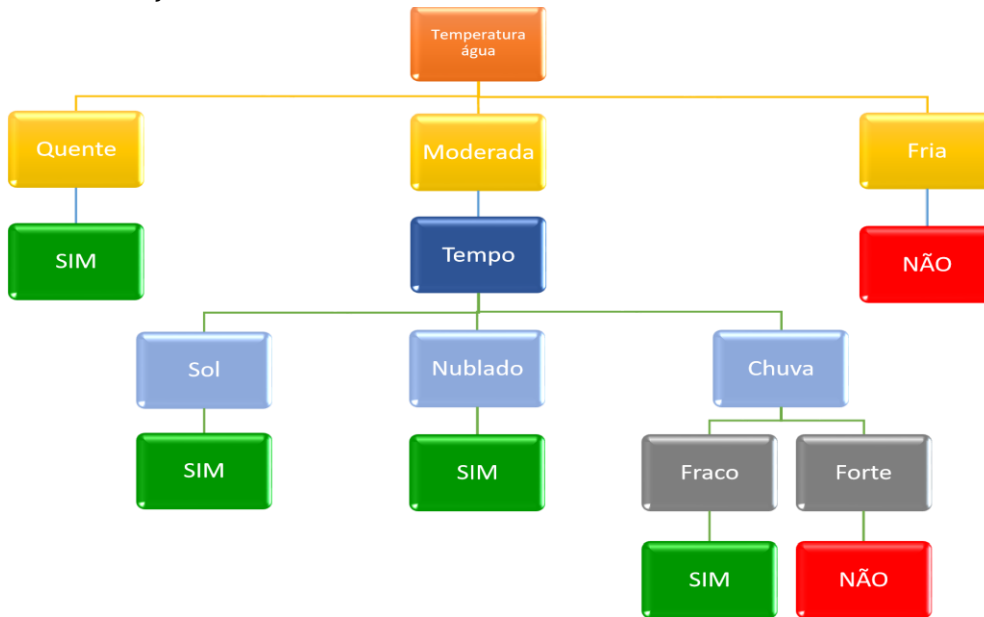 Temperatura
água
Quente
Moderada
Fria
SIM
Tempo
NÃO
Sol
Nublado
Chuva
SIM
SIM
Fraco
Forte
SIM
NÃO